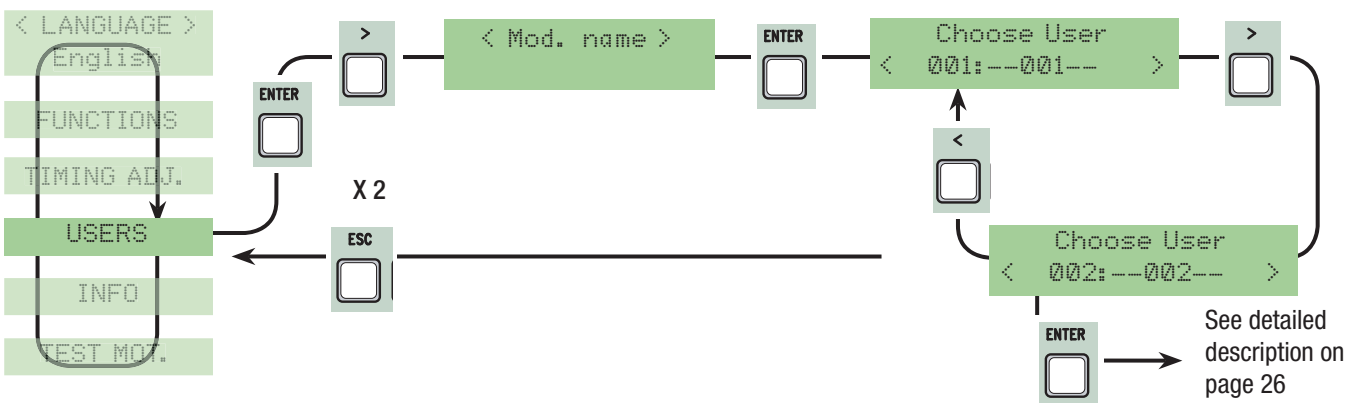 < LANGUAGE >
English
FUNCTIONS
TIMING ADJ.
USERS
INFO
TEST MOT.
ENTER
>
< Mod. name >
ENTER
Choose User
< 001:--001-- >
>
<
Choose User
< 002:--002-- >
X 2
ESC
ENTER
See detailed
description on
page 26